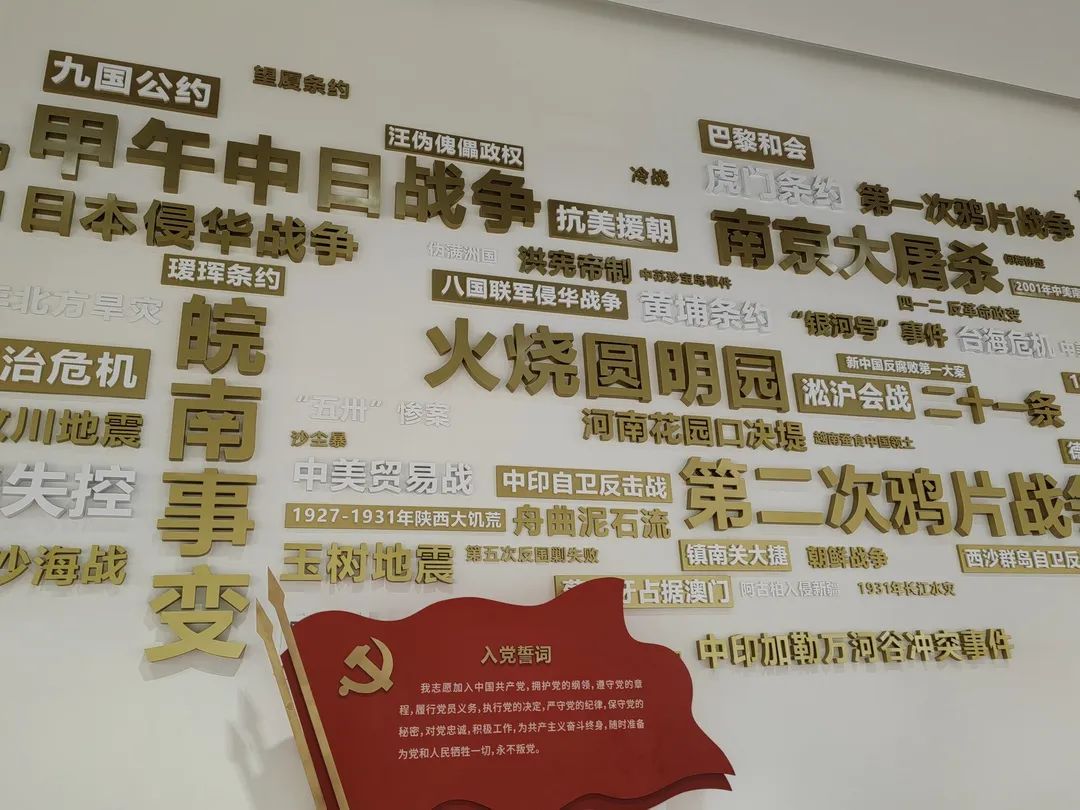 九国公约
望厦条约
甲午中日战争
汪伪傀儡政权
巴黎和会
冷战
虎门条约
第一次鸦片战争
日本侵华战争
抗美援朝
南京大屠杀
伪满洲国
洪宪帝制
中苏珍宝岛事件
瑷珲条约
八国联军侵华战争
黄埔条约
2001年中美南
四一二反革命政变
“银河号”事件
台海危机
年北方旱灾
皖南事变
火烧圆明园
新中国反腐败第一大案
治危机
淞沪会战
二十一条
“五卅”惨案
汶川地震
沙尘暴
河南花园口决堤
越南蚕食中国领土
失控
中美贸易战
中印自卫反击战
第二次鸦片战争
1927-1931年陕西大饥荒
舟曲泥石流
沙海战
玉树地震
第五次反围剿失败
镇南关大捷
朝鲜战争
西沙群岛自卫反
牙占据澳门
阿古柏入侵新疆
1931年长江水灾
中印加勒万河谷冲突事件
入党誓词
我志愿加入中国共产党,拥护党的纲领,遵守党的章
程,履行党员义务,执行党的决定,严守党的纪律,保守党的
秘密,对党忠诚,积极工作,为共产主义奋斗终身,随时准备
为党和人民牺牲一切,永不叛党。